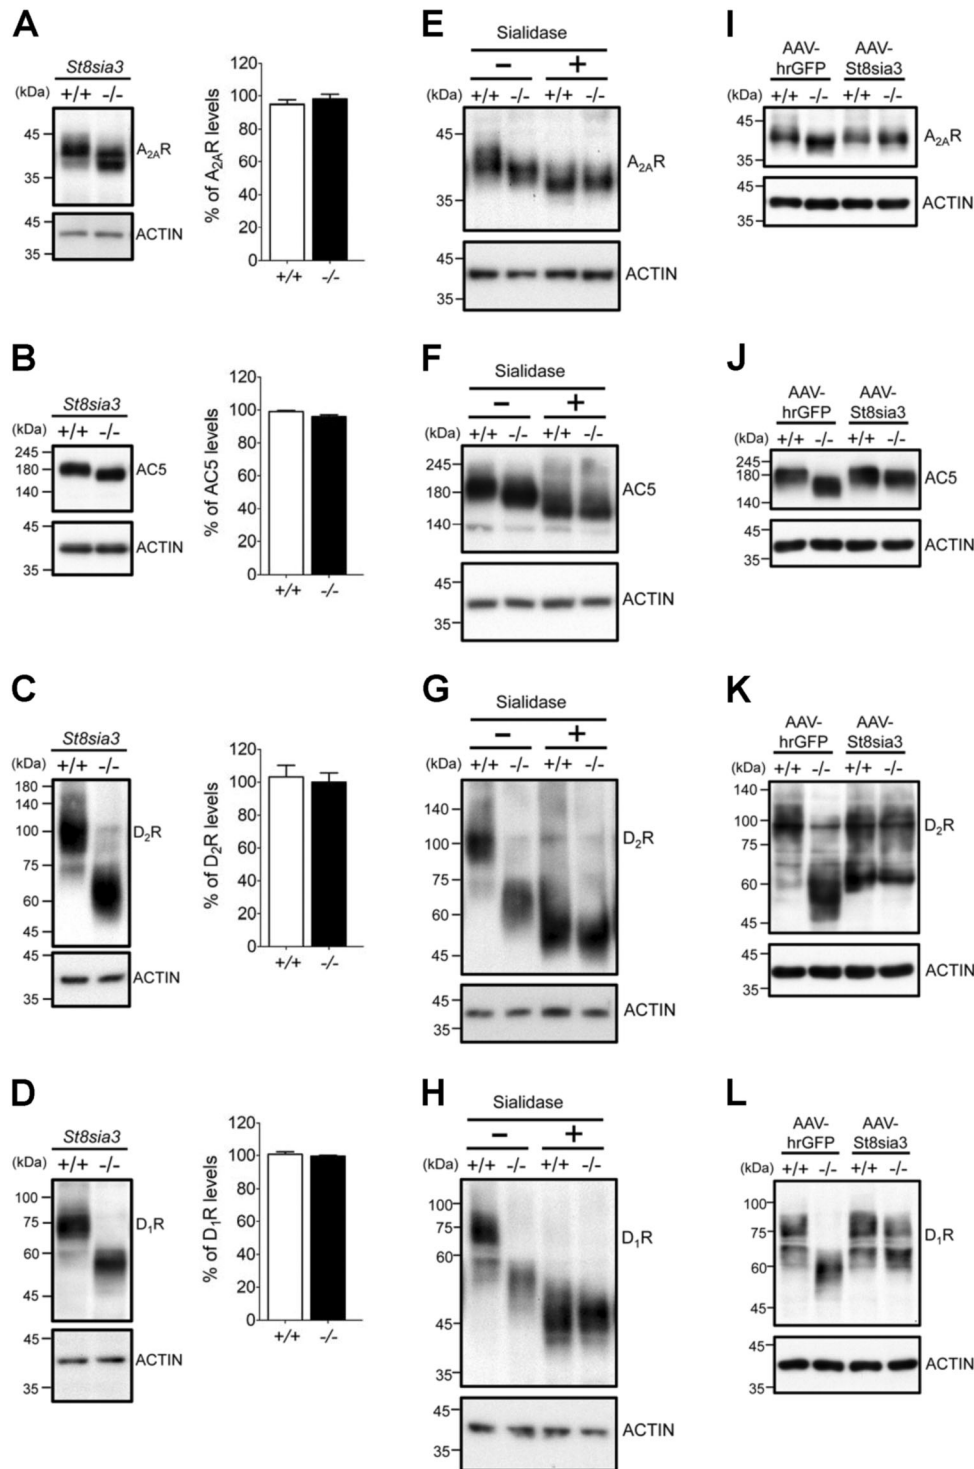 A
St8sia3
(kDa) +/+ -/-
45
35
A2AR
45
35
ACTIN
% of A2AR levels
120
100
80
60
40
20
0
+/+ -/-
E
Sialidase
− +
(kDa) +/+ -/- +/+ -/-
45
35
A2AR
45
35
ACTIN
I
AAV-hrGFP
AAV-St8sia3
(kDa) +/+ -/- +/+ -/-
45
35
A2AR
45
35
ACTIN
B
St8sia3
(kDa) +/+ -/-
245
180
140
AC5
45
35
ACTIN
% of AC5 levels
120
100
80
60
40
20
0
+/+ -/-
F
Sialidase
− +
(kDa) +/+ -/- +/+ -/-
245
180
140
AC5
45
35
ACTIN
J
AAV-hrGFP
AAV-St8sia3
(kDa) +/+ -/- +/+ -/-
245
180
140
AC5
45
35
ACTIN
C
St8sia3
(kDa) +/+ -/-
180
140
100
75
60
45
D2R
45
35
ACTIN
% of D2R levels
120
100
80
60
40
20
0
+/+ -/-
G
Sialidase
− +
(kDa) +/+ -/- +/+ -/-
140
100
75
60
45
D2R
45
35
ACTIN
K
AAV-hrGFP
AAV-St8sia3
(kDa) +/+ -/- +/+ -/-
140
100
60
45
D2R
45
35
ACTIN
D
St8sia3
(kDa) +/+ -/-
100
75
60
45
D1R
45
35
ACTIN
% of D1R levels
120
100
80
60
40
20
0
+/+ -/-
H
Sialidase
− +
(kDa) +/+ -/- +/+ -/-
100
75
60
45
D1R
45
35
ACTIN
L
AAV-hrGFP
AAV-St8sia3
(kDa) +/+ -/- +/+ -/-
100
75
60
45
D1R
45
35
ACTIN